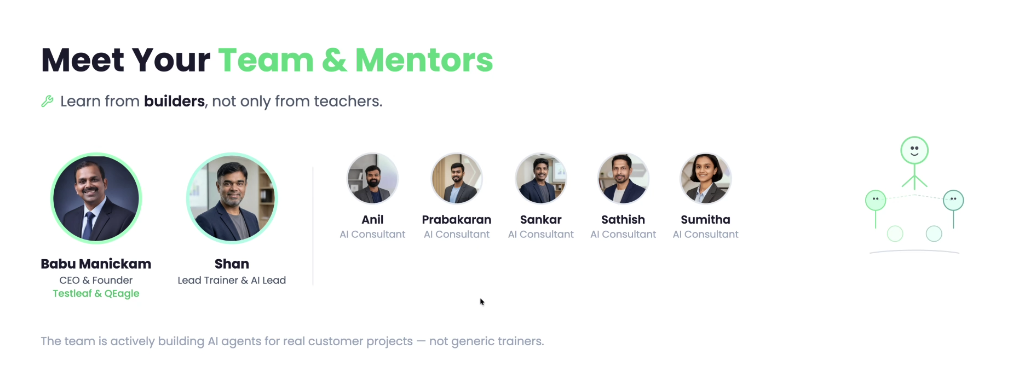 Meet Your Team & Mentors
Learn from builders, not only from teachers.
Babu Manickam
CEO & Founder
Testleaf & QEagle
Shan
Lead Trainer & AI Lead
Anil
AI Consultant
Prabakaran
AI Consultant
Sankar
AI Consultant
Sathish
AI Consultant
Sumitha
AI Consultant
The team is actively building AI agents for real customer projects — not generic trainers.